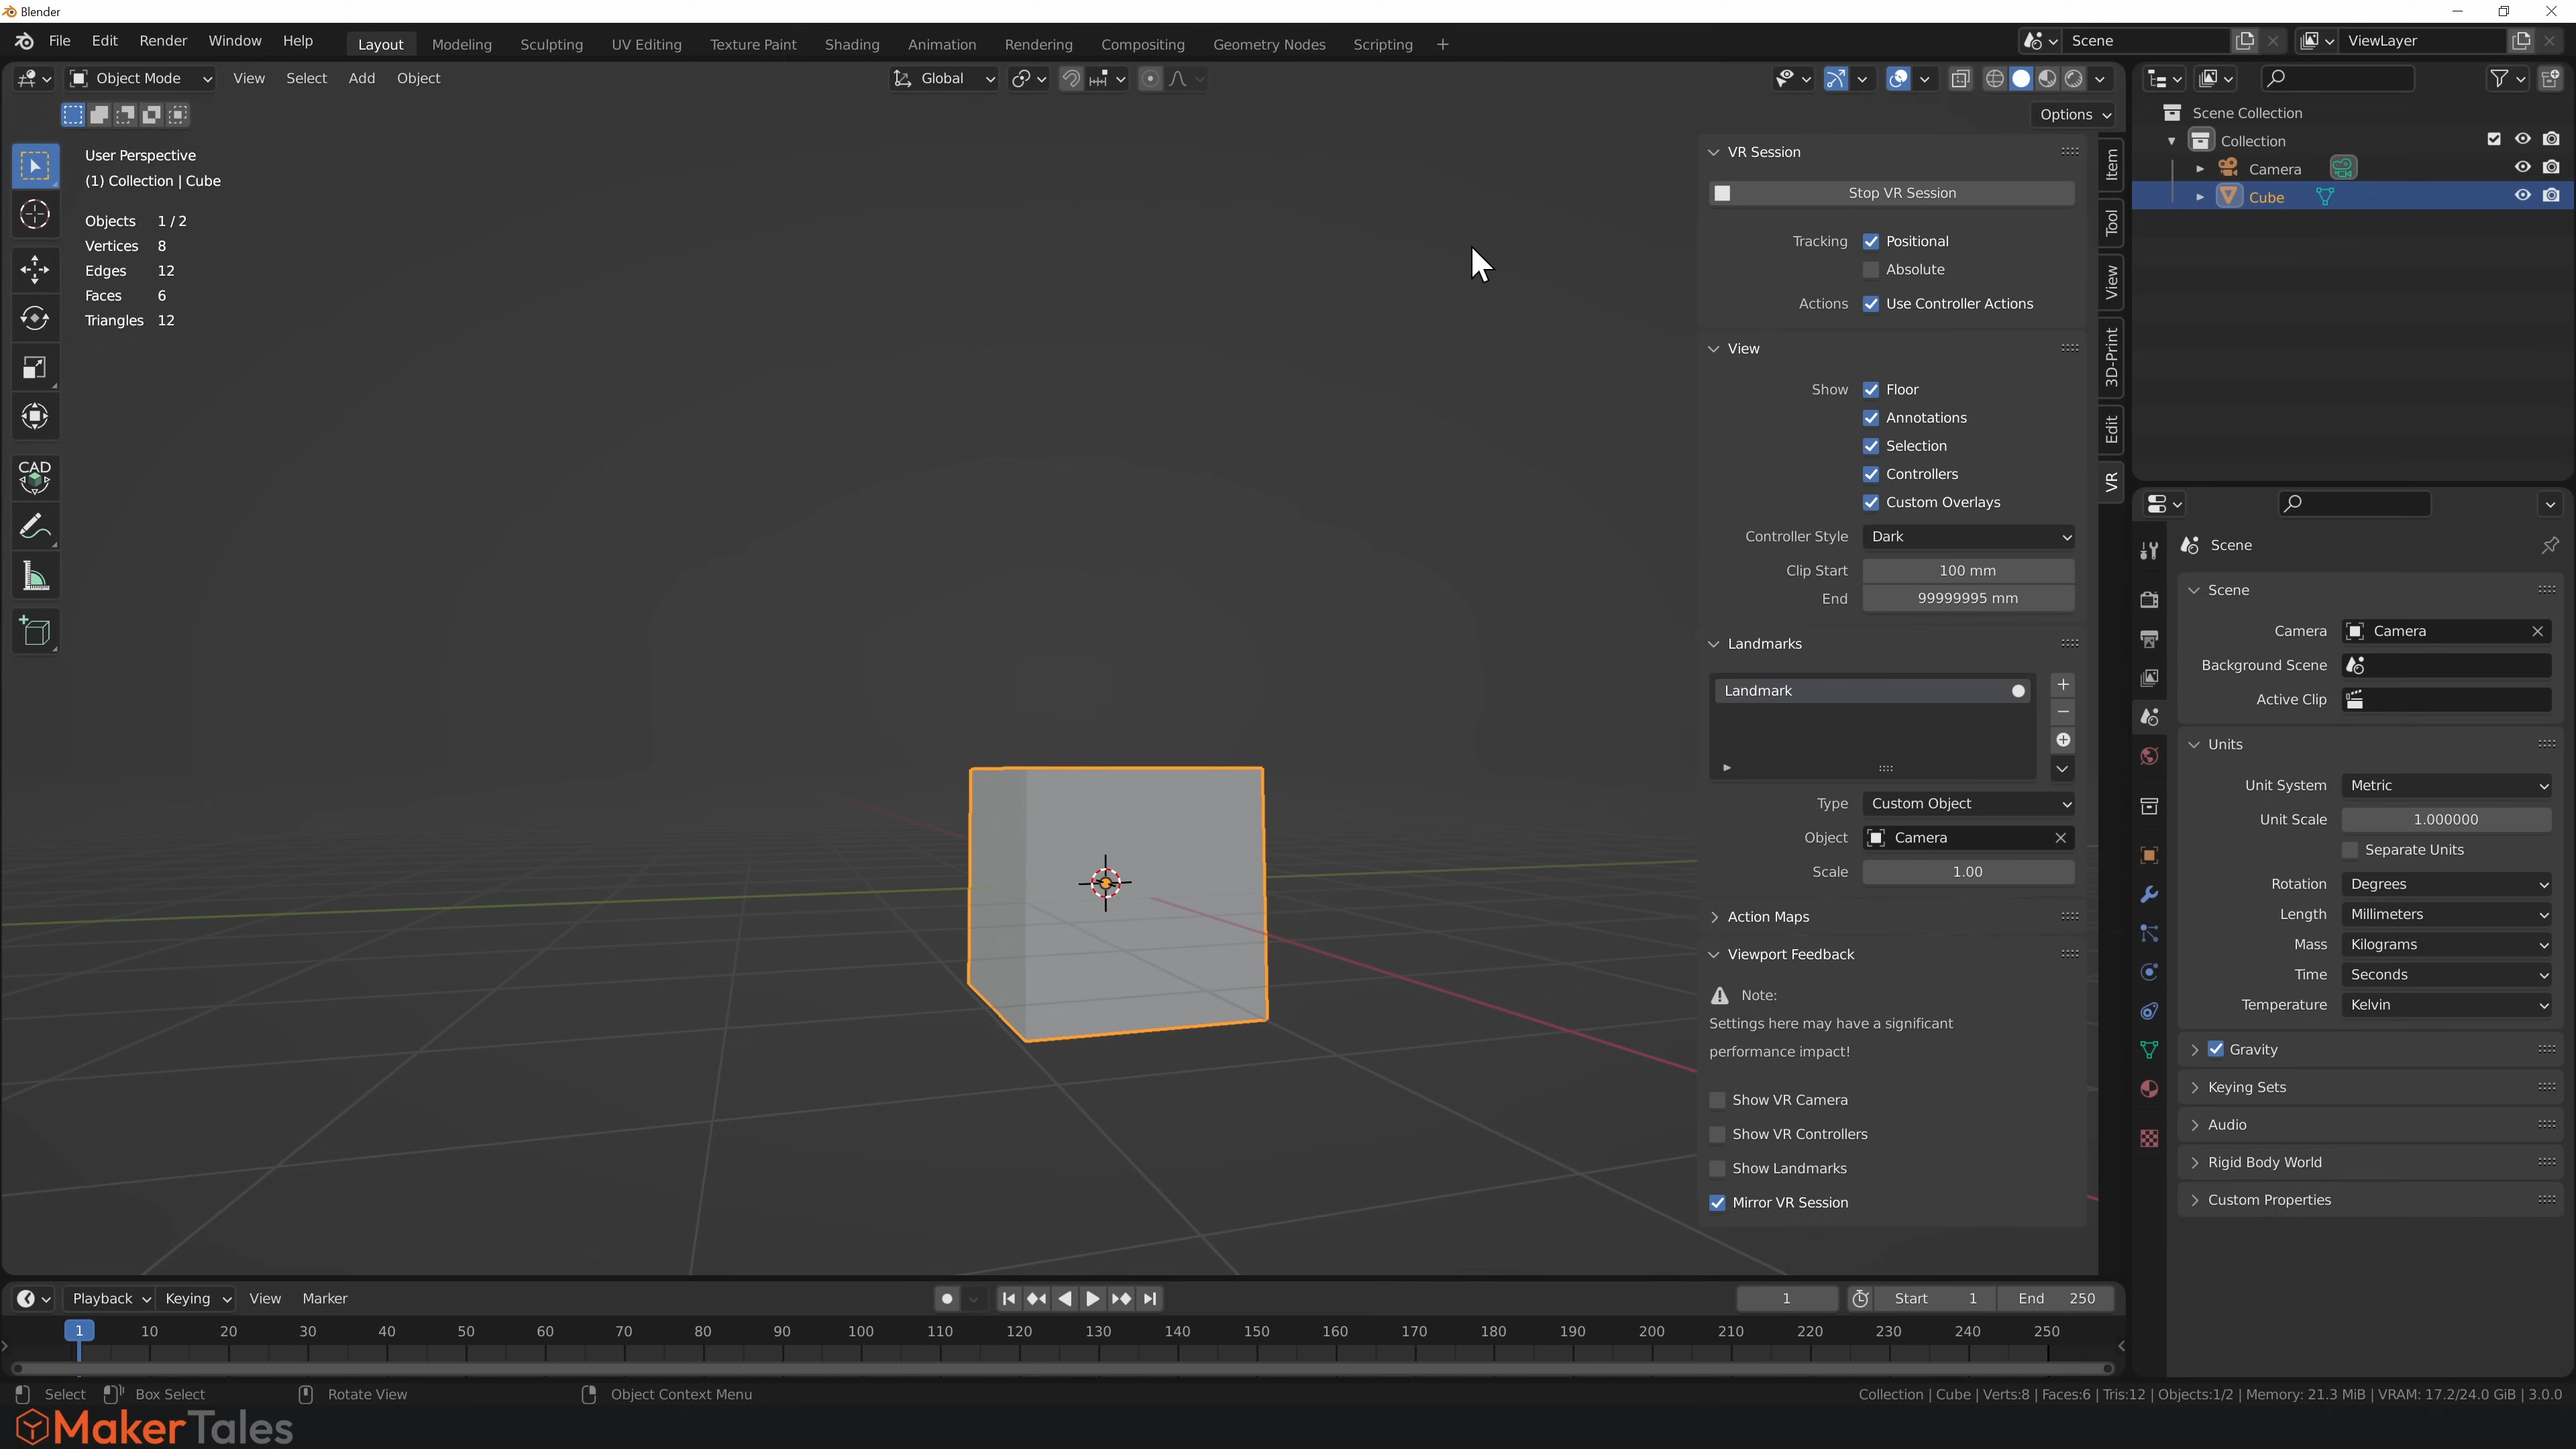 Blender
File Edit Render Window Help Layout Modeling Sculpting UV Editing Texture Paint Shading Animation Rendering Compositing Geometry Nodes Scripting + Scene ViewLayer
Object Mode View Select Add Object Global
Options
User Perspective
(1) Collection | Cube
Objects 1 / 2
Vertices 8
Edges 12
Faces 6
Triangles 12
CAD
VR Session
Stop VR Session
Tracking Positional
Absolute
Actions Use Controller Actions
View
Show Floor
Annotations
Selection
Controllers
Custom Overlays
Controller Style Dark
Clip Start 100 mm
End 99999995 mm
Landmarks
Landmark
Type Custom Object
Object Camera
Scale 1.00
Action Maps
Viewport Feedback
Note:
Settings here may have a significant
performance impact!
Show VR Camera
Show VR Controllers
Show Landmarks
Mirror VR Session
Item
Tool
View
3D-Print
Edit
VR
Scene Collection
Collection
Camera
Cube
Scene
Scene
Camera Camera
Background Scene
Active Clip
Units
Unit System Metric
Unit Scale 1.000000
Separate Units
Rotation Degrees
Length Millimeters
Mass Kilograms
Time Seconds
Temperature Kelvin
Gravity
Keying Sets
Audio
Rigid Body World
Custom Properties
Playback Keying View Marker 1 Start 1 End 250
1 10 20 30 40 50 60 70 80 90 100 110 120 130 140 150 160 170 180 190 200 210 220 230 240 250
Select Box Select Rotate View Object Context Menu Collection | Cube | Verts:8 | Faces:6 | Tris:12 | Objects:1/2 | Memory: 21.3 MiB | VRAM: 17.2/24.0 GiB | 3.0.0
MakerTales